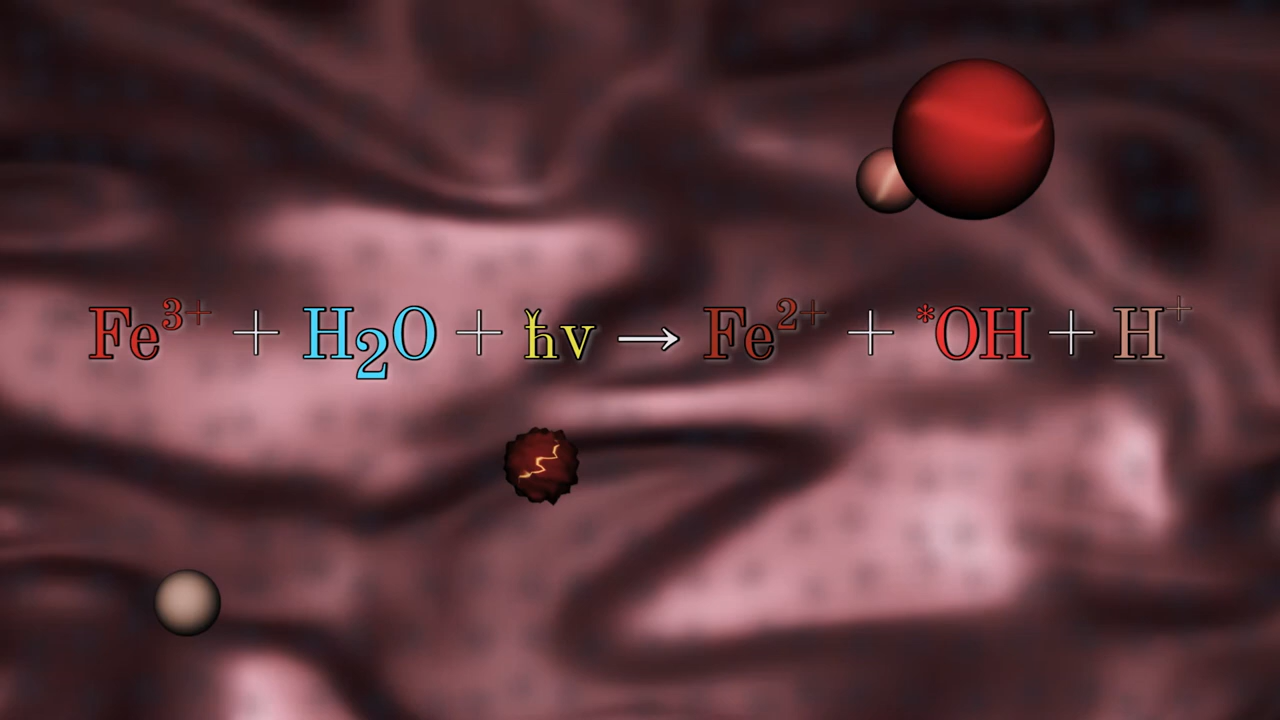 Fe³⁺ + H₂O + ħv → Fe²⁺ + *OH + H⁺